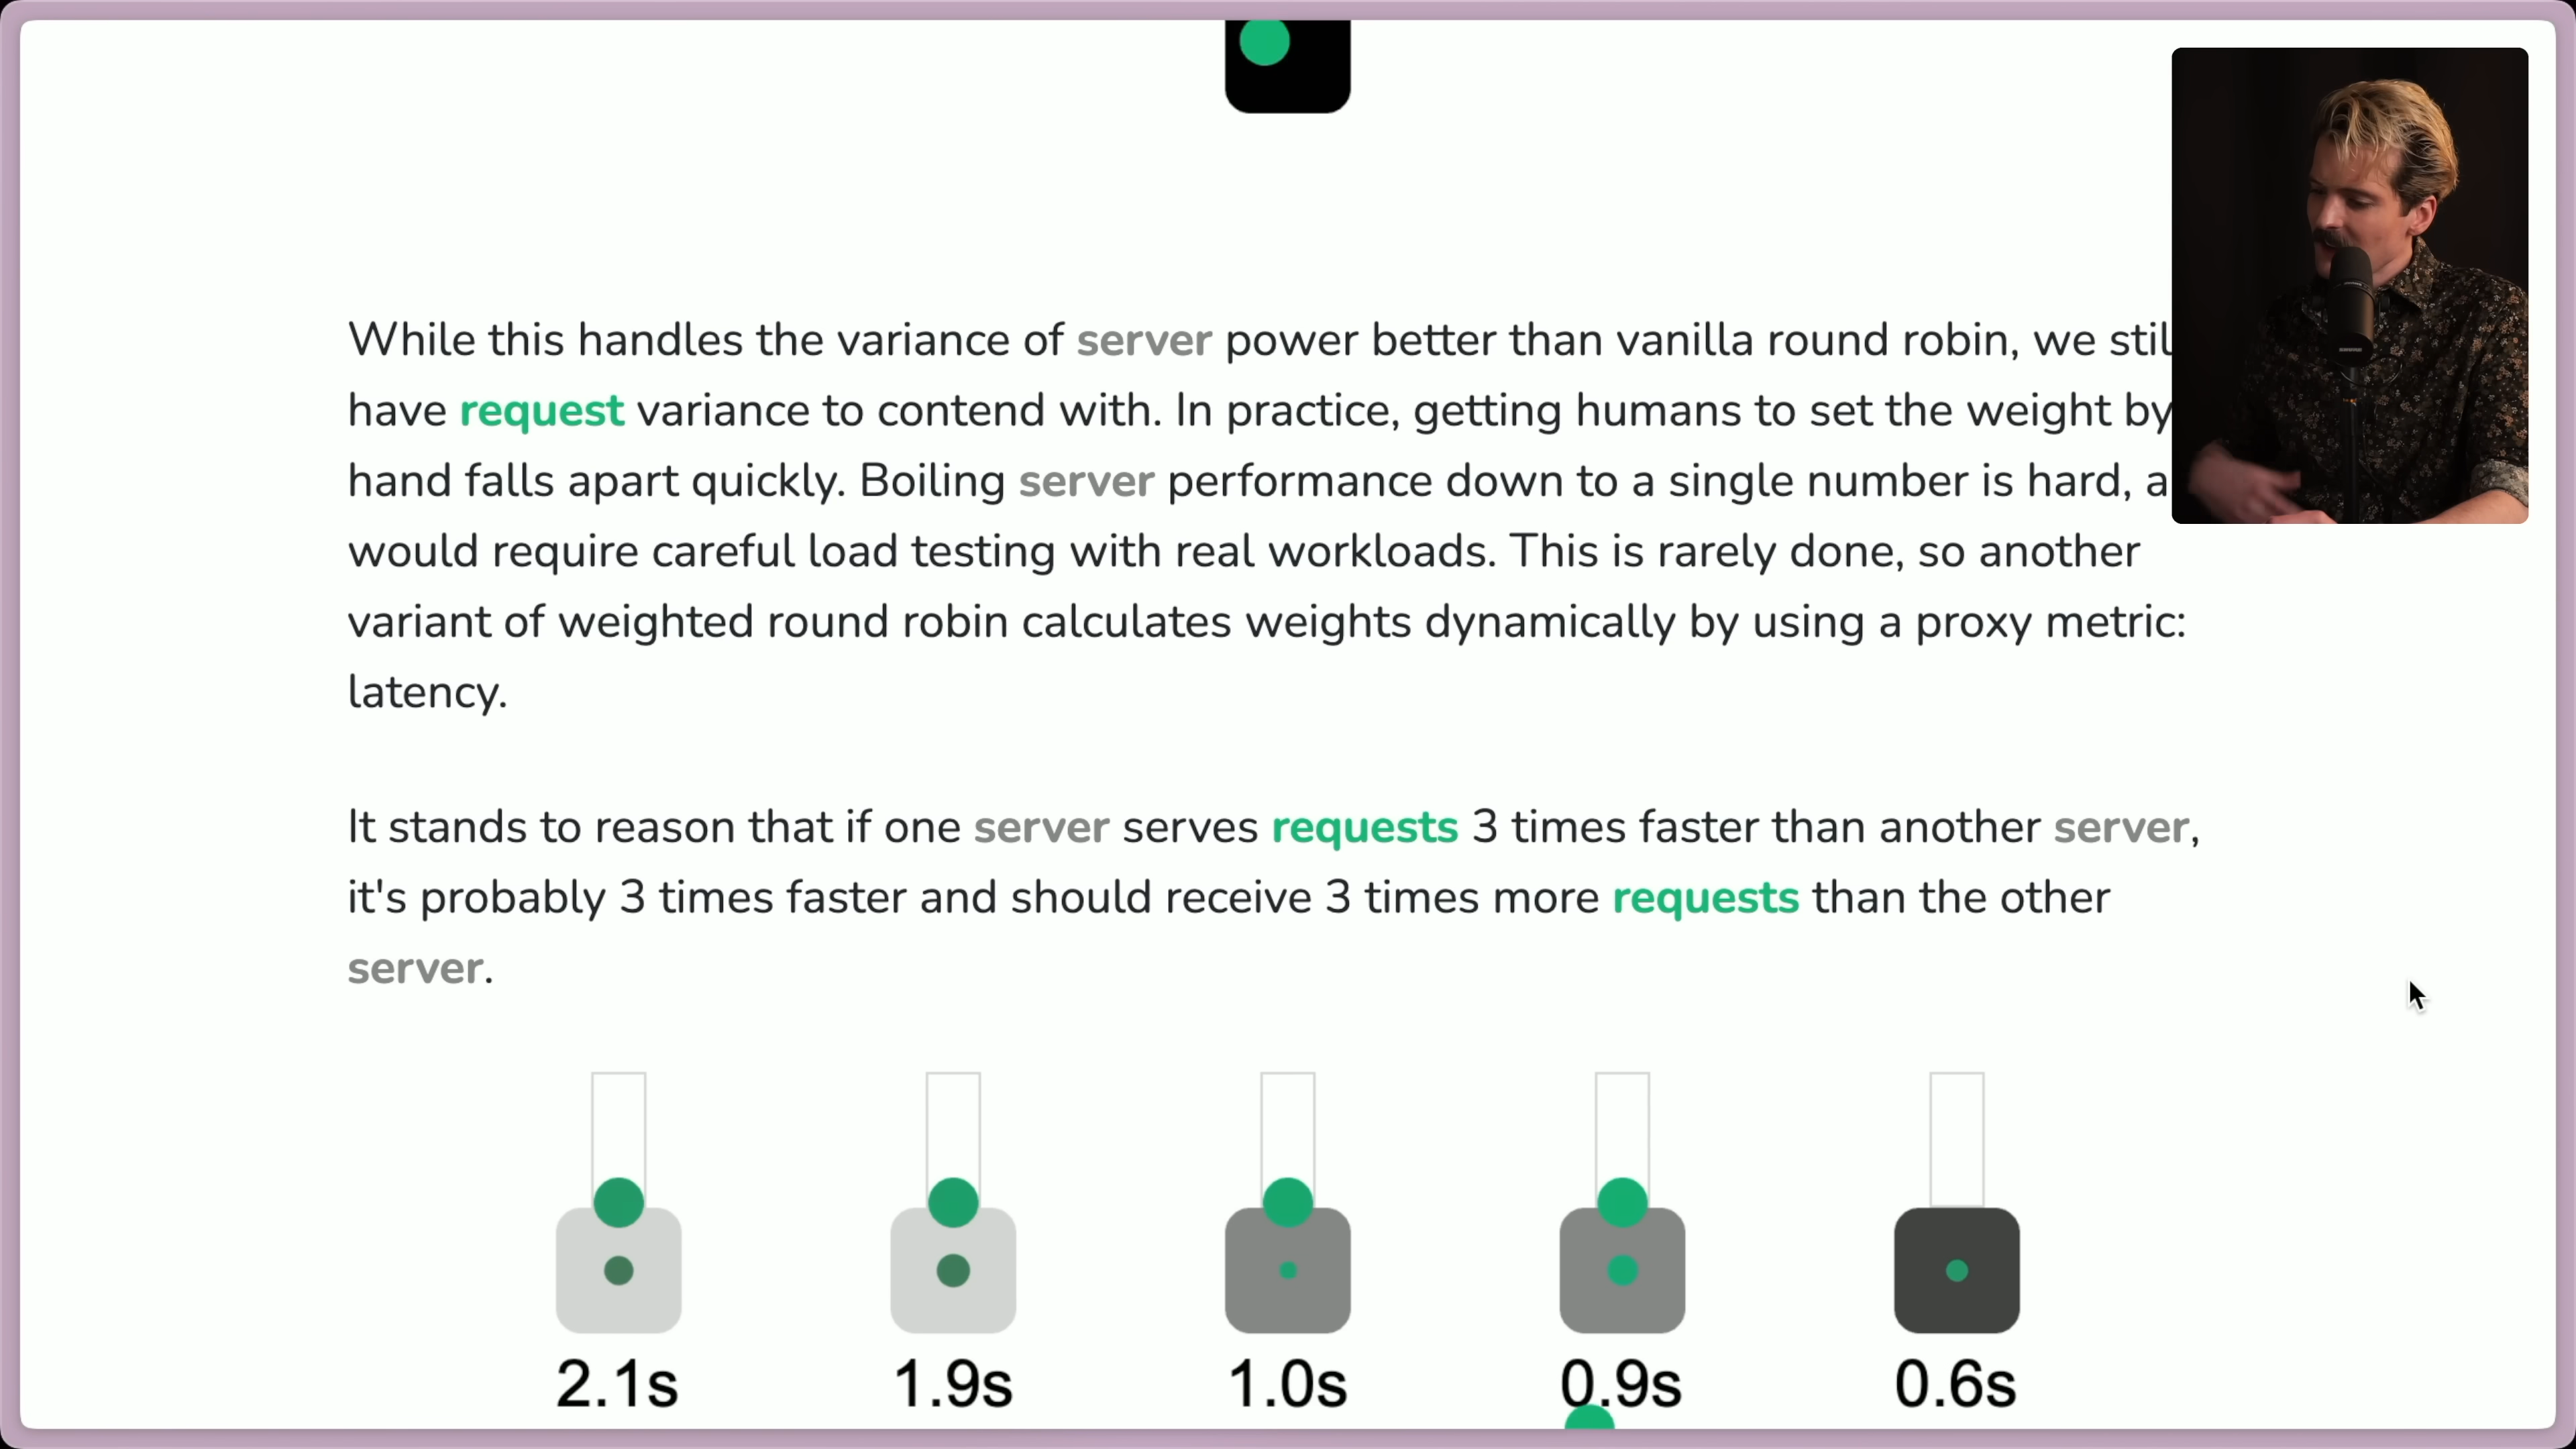 While this handles the variance of server power better than vanilla round robin, we stil
have request variance to contend with. In practice, getting humans to set the weight by
hand falls apart quickly. Boiling server performance down to a single number is hard, a
would require careful load testing with real workloads. This is rarely done, so another
variant of weighted round robin calculates weights dynamically by using a proxy metric:
latency.
It stands to reason that if one server serves requests 3 times faster than another server,
it's probably 3 times faster and should receive 3 times more requests than the other
server.
2.1s 1.9s 1.0s 0.9s 0.6s